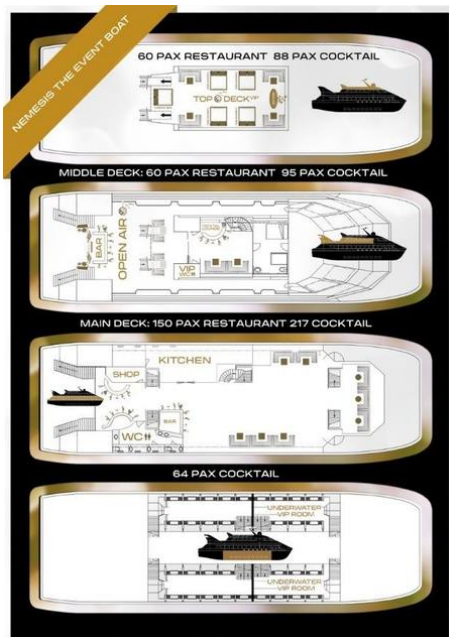 NEMESIS THE EVENT BOAT
60 PAX RESTAURANT 88 PAX COCKTAIL
TOP DECK VIP
MIDDLE DECK: 60 PAX RESTAURANT 95 PAX COCKTAIL
BAR
OPEN AIR
VIP
WC
MAIN DECK: 150 PAX RESTAURANT 217 COCKTAIL
KITCHEN
SHOP
BAR
WC
64 PAX COCKTAIL
UNDERWATER
VIP ROOM
UNDERWATER
VIP ROOM